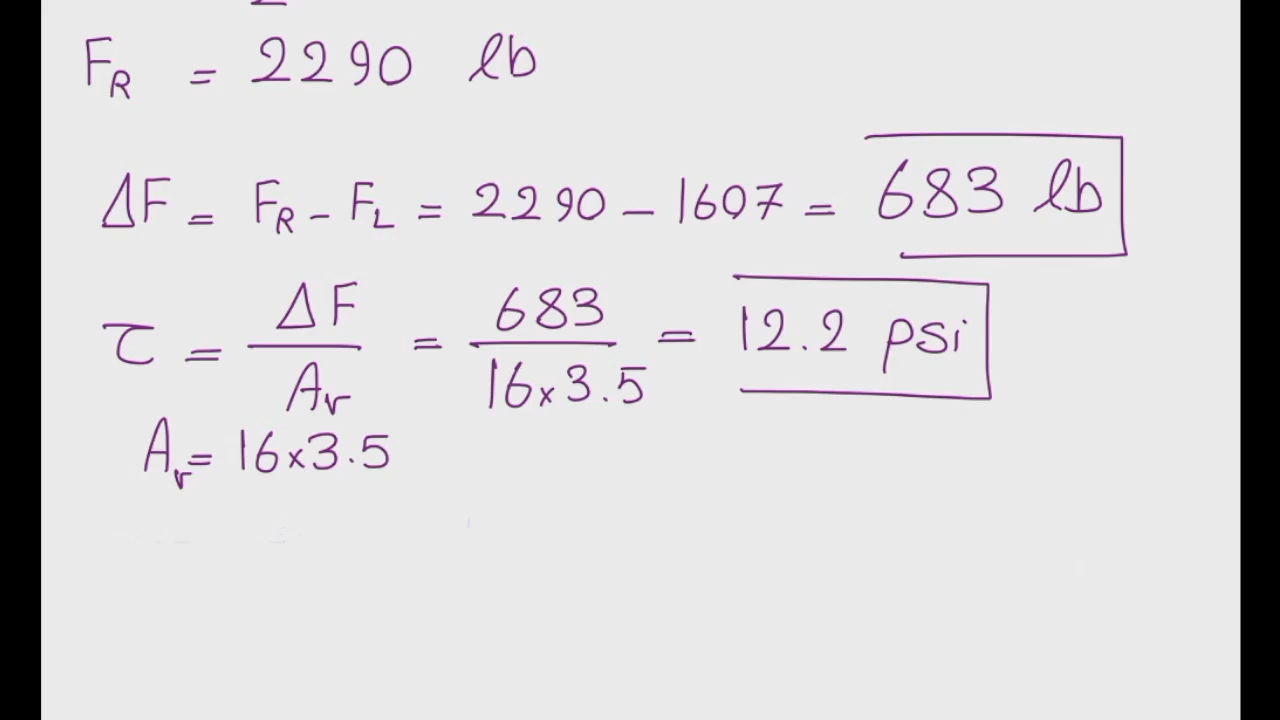 F_R = 2290 lb
ΔF = F_R - F_L = 2290 - 1607 = 683 lb
τ = ΔF / A_r = 683 / 16×3.5 = 12.2 psi
A_r = 16×3.5